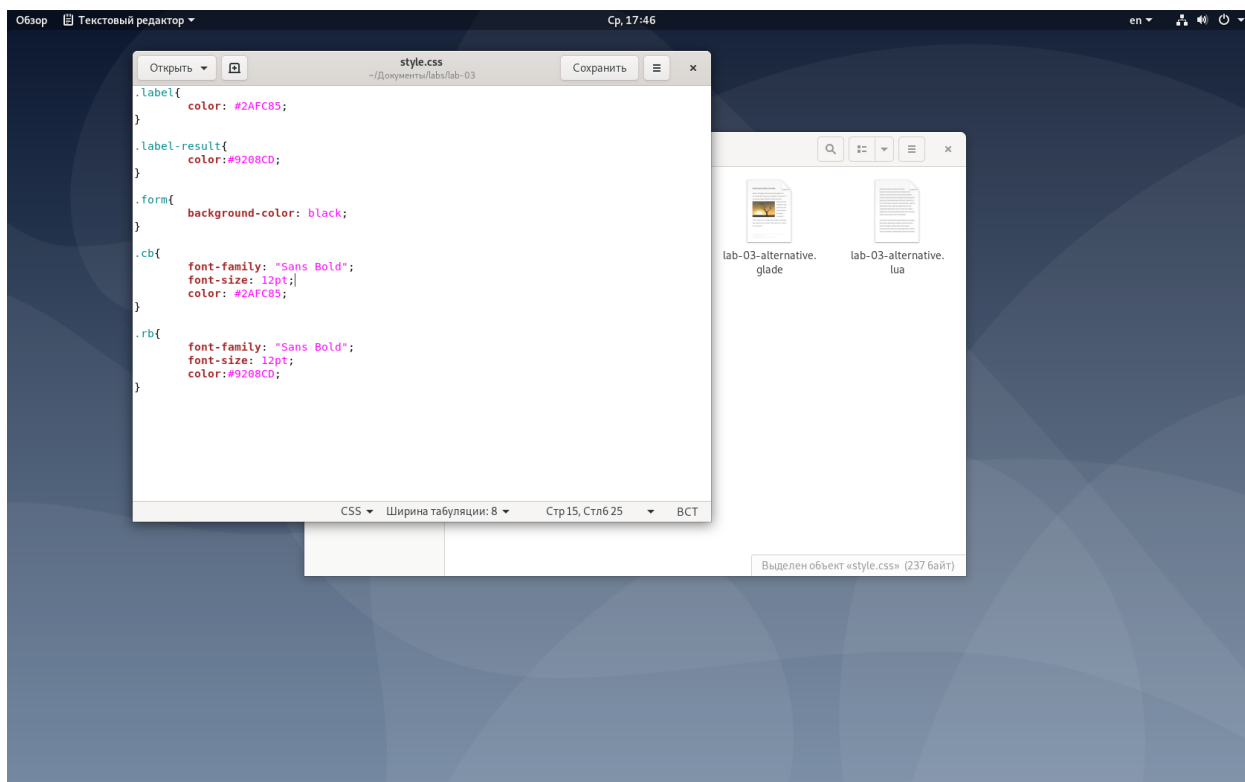 Обзор Текстовый редактор Ср, 17:46 en
Открыть style.css Сохранить
~/Документы/labs/lab-03
.label{
color: #2AFC85;
}
.label-result{
color:#9208CD;
}
.form{
background-color: black;
}
.cb{
font-family: "Sans Bold";
font-size: 12pt;
color: #2AFC85;
}
.rb{
font-family: "Sans Bold";
font-size: 12pt;
color:#9208CD;
}
CSS Ширина табуляции: 8 Стр 15, Стлб 25 ВСТ
lab-03-alternative.
glade
lab-03-alternative.
lua
Выделен объект «style.css» (237 байт)